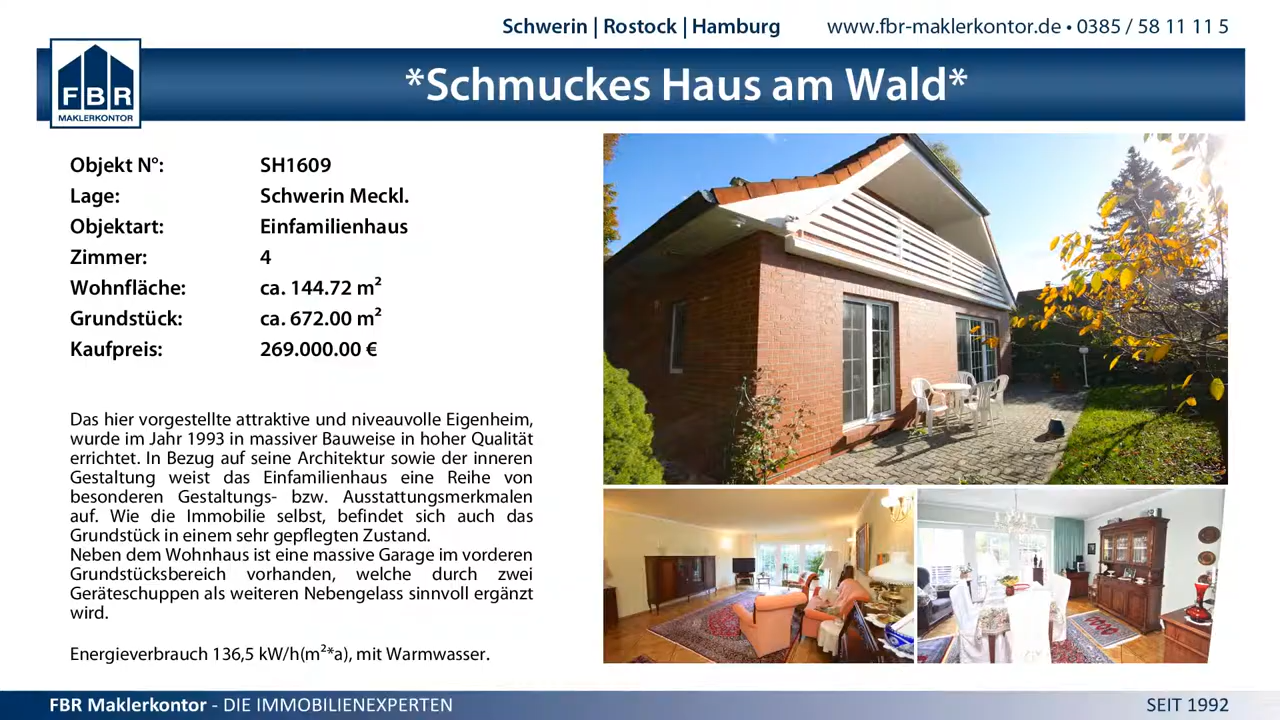 Schwerin | Rostock | Hamburg www.fbr-maklerkontor.de • 0385 / 58 11 11 5
FBR
MAKLERKONTOR
*Schmuckes Haus am Wald*
Objekt N°: SH1609
Lage: Schwerin Meckl.
Objektart: Einfamilienhaus
Zimmer: 4
Wohnfläche: ca. 144.72 m²
Grundstück: ca. 672.00 m²
Kaufpreis: 269.000.00 €
Das hier vorgestellte attraktive und niveauvolle Eigenheim,
wurde im Jahr 1993 in massiver Bauweise in hoher Qualität
errichtet. In Bezug auf seine Architektur sowie der inneren
Gestaltung weist das Einfamilienhaus eine Reihe von
besonderen Gestaltungs- bzw. Ausstattungsmerkmalen
auf. Wie die Immobilie selbst, befindet sich auch das
Grundstück in einem sehr gepflegten Zustand.
Neben dem Wohnhaus ist eine massive Garage im vorderen
Grundstücksbereich vorhanden, welche durch zwei
Geräteschuppen als weiteren Nebengelass sinnvoll ergänzt
wird.
Energieverbrauch 136,5 kW/h(m²*a), mit Warmwasser.
FBR Maklerkontor - DIE IMMOBILIENEXPERTEN SEIT 1992